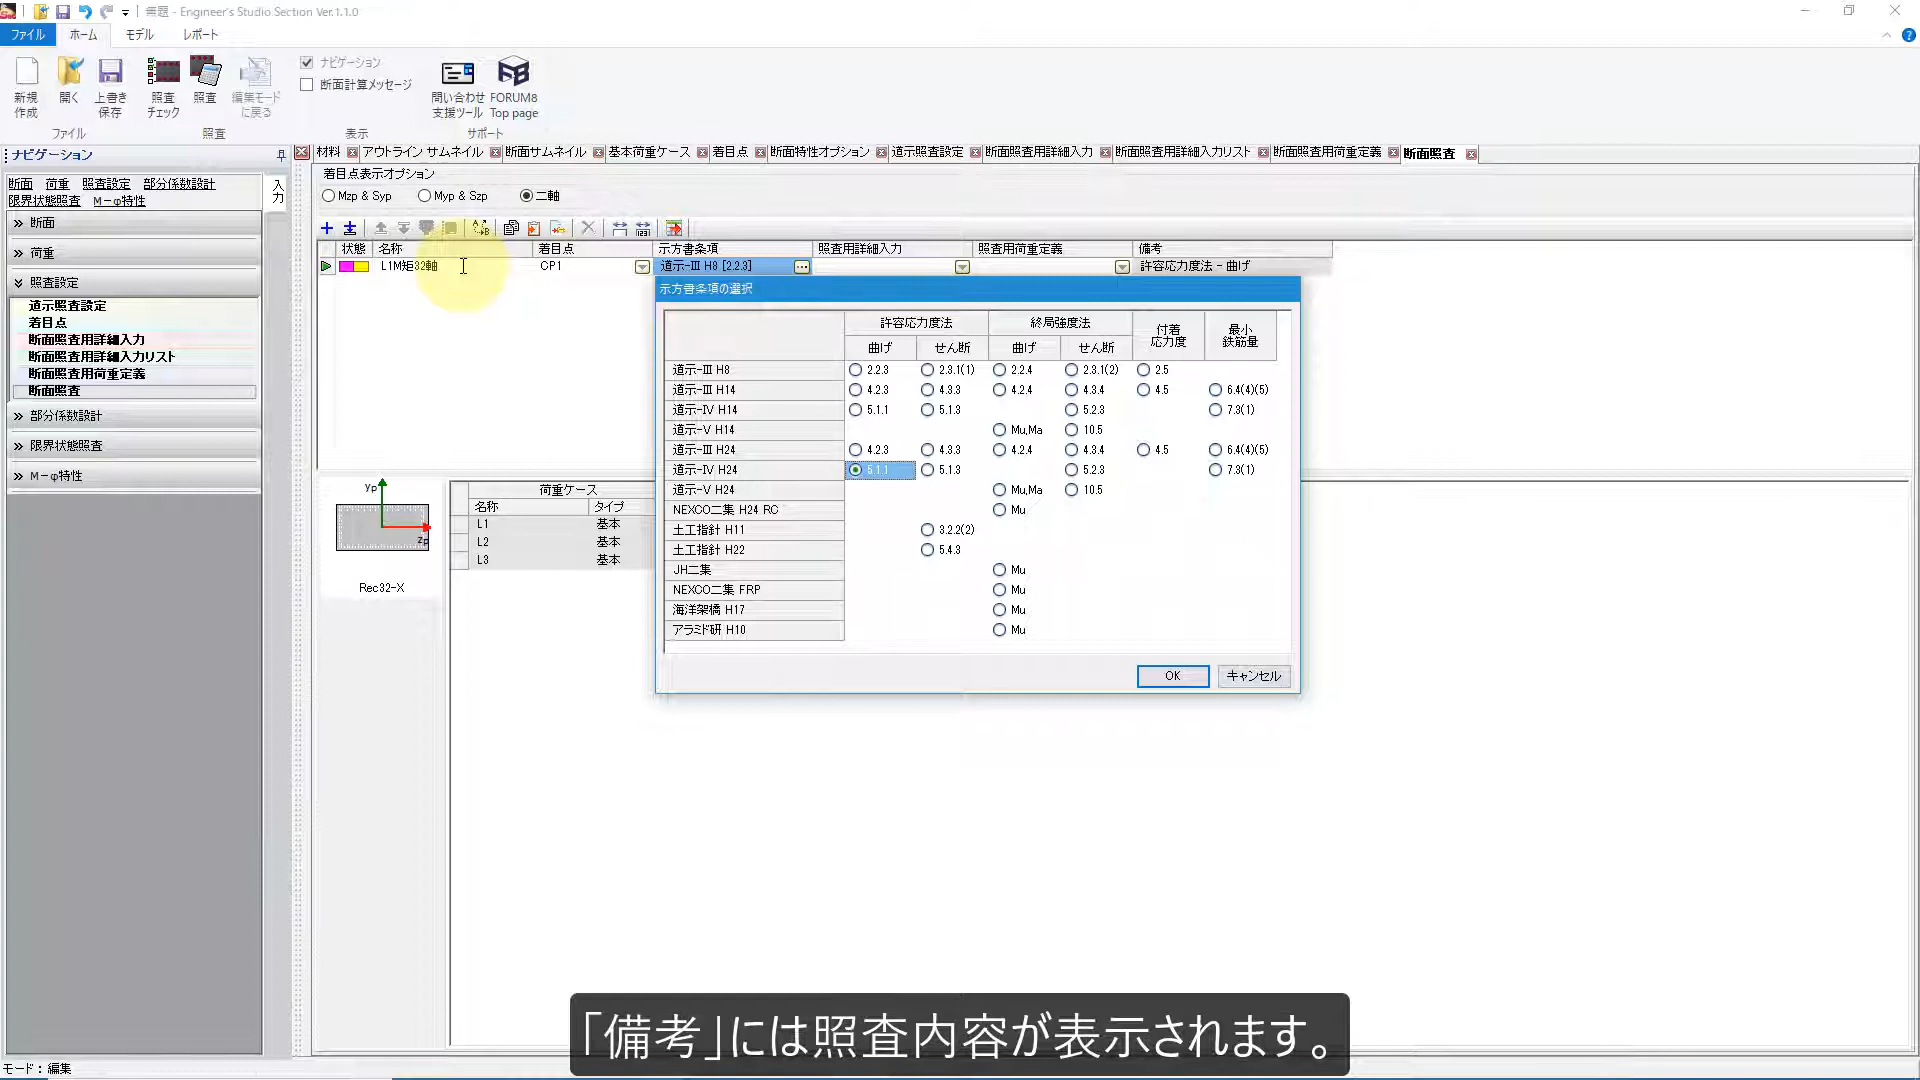 無題 - Engineer's Studio Section Ver.1.1.0
ファイル ホーム モデル レポート
新規作成 開く 上書き保存 照査チェック 照査 編集モードに戻る
ナビゲーション
断面計算メッセージ
問い合わせ支援ツール FORUM8 Top page
ファイル 照査 表示 サポート
ナビゲーション
断面 荷重 照査設定 部分係数設計
限界状態照査 M-φ特性
入力
断面
荷重
照査設定
道示照査設定
着目点
断面照査用詳細入力
断面照査用詳細入力リスト
断面照査用荷重定義
断面照査
部分係数設計
限界状態照査
M-φ特性
材料 アウトライン サムネイル 断面サムネイル 基本荷重ケース 着目点 断面特性オプション 道示照査設定 断面照査用詳細入力 断面照査用詳細入力リスト 断面照査用荷重定義 断面照査
着目点表示オプション
Mzp & Syp Myp & Szp 二軸
状態 名称 着目点 示方書条項 照査用詳細入力 照査用荷重定義 備考
L1M矩32軸 CP1 道示-III H8 [2.2.3] 許容応力度法 - 曲げ
示方書条項の選択
許容応力度法 終局強度法 付着応力度 最小鉄筋量
曲げ せん断 曲げ せん断
道示-III H8 2.2.3 2.3.1(1) 2.2.4 2.3.1(2) 2.5
道示-III H14 4.2.3 4.3.3 4.2.4 4.3.4 4.5 6.4(4)(5)
道示-IV H14 5.1.1 5.1.3 5.2.3 7.3(1)
道示-V H14 Mu,Ma 10.5
道示-III H24 4.2.3 4.3.3 4.2.4 4.3.4 4.5 6.4(4)(5)
道示-IV H24 5.1.1 5.1.3 5.2.3 7.3(1)
道示-V H24 Mu,Ma 10.5
NEXCO二集 H24 RC Mu
土工指針 H11 3.2.2(2)
土工指針 H22 5.4.3
JH二集 Mu
NEXCO二集 FRP Mu
海洋架橋 H17 Mu
アラミド研 H10 Mu
OK キャンセル
yp
zp
Rec32-X
荷重ケース
名称 タイプ
L1 基本
L2 基本
L3 基本
「備考」には照査内容が表示されます。
モード : 編集